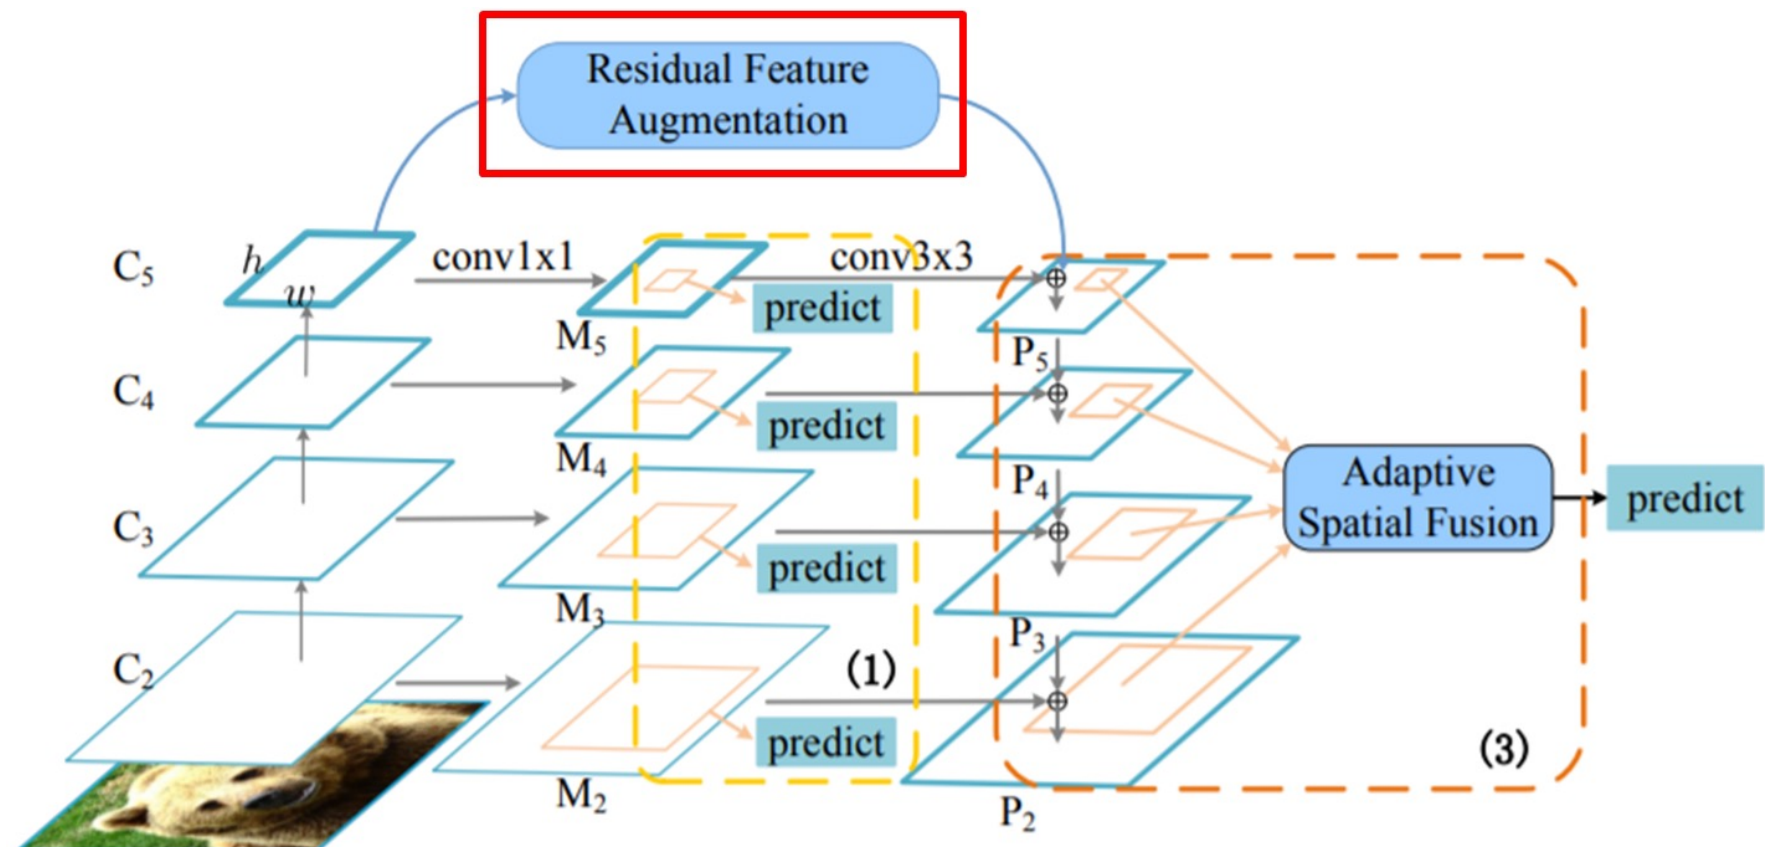 Residual Feature
Augmentation
C5
h
w
conv1x1
conv3x3
predict
M5
P5
C4
predict
M4
P4
Adaptive
Spatial Fusion
predict
C3
predict
M3
P3
C2
(1)
predict
(3)
M2
P2